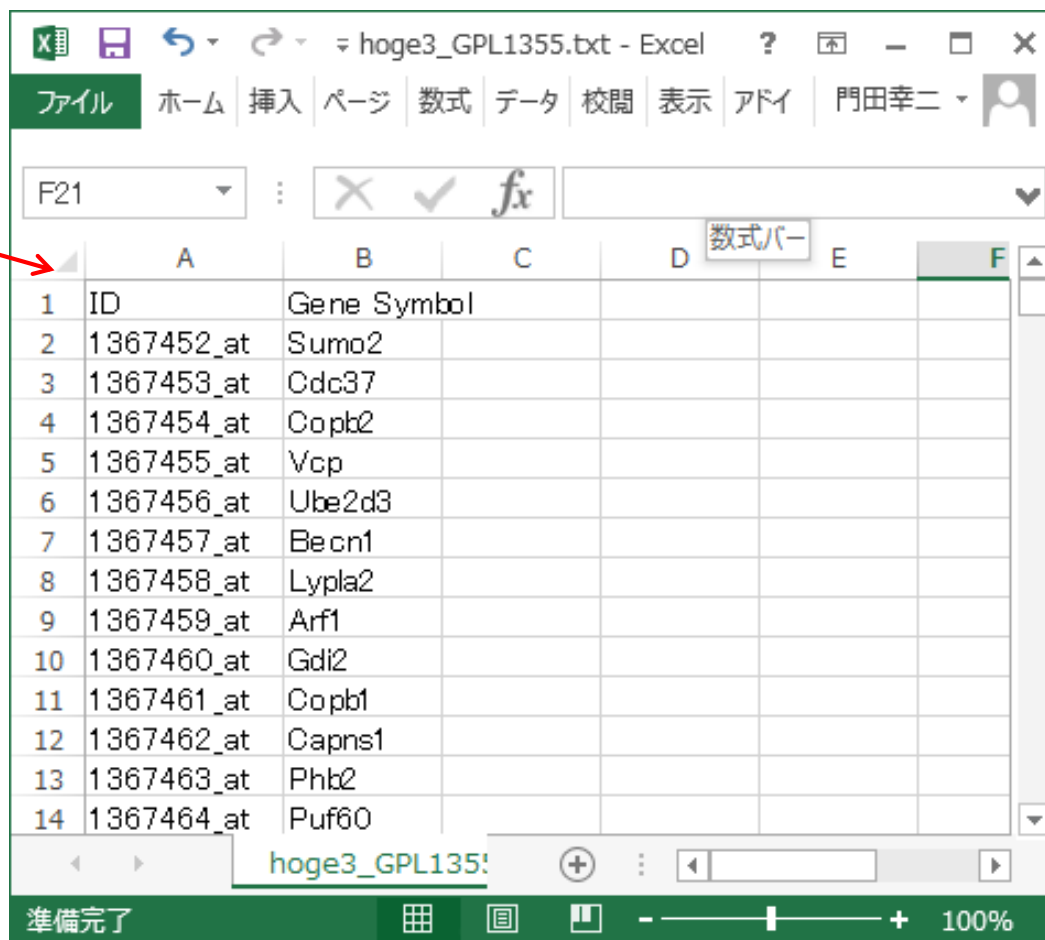 hoge3_GPL1355.txt - Excel ?
ファイル ホーム 挿入 ページ 数式 データ 校閲 表示 アドイ 門田幸二
F21 fx
数式バー
A B C D E F
1 ID Gene Symbol
2 1367452_at Sumo2
3 1367453_at Cdc37
4 1367454_at Copb2
5 1367455_at Vcp
6 1367456_at Ube2d3
7 1367457_at Becn1
8 1367458_at Lypla2
9 1367459_at Arf1
10 1367460_at Gdi2
11 1367461_at Copb1
12 1367462_at Capns1
13 1367463_at Phb2
14 1367464_at Puf60
hoge3_GPL1355
準備完了 100%